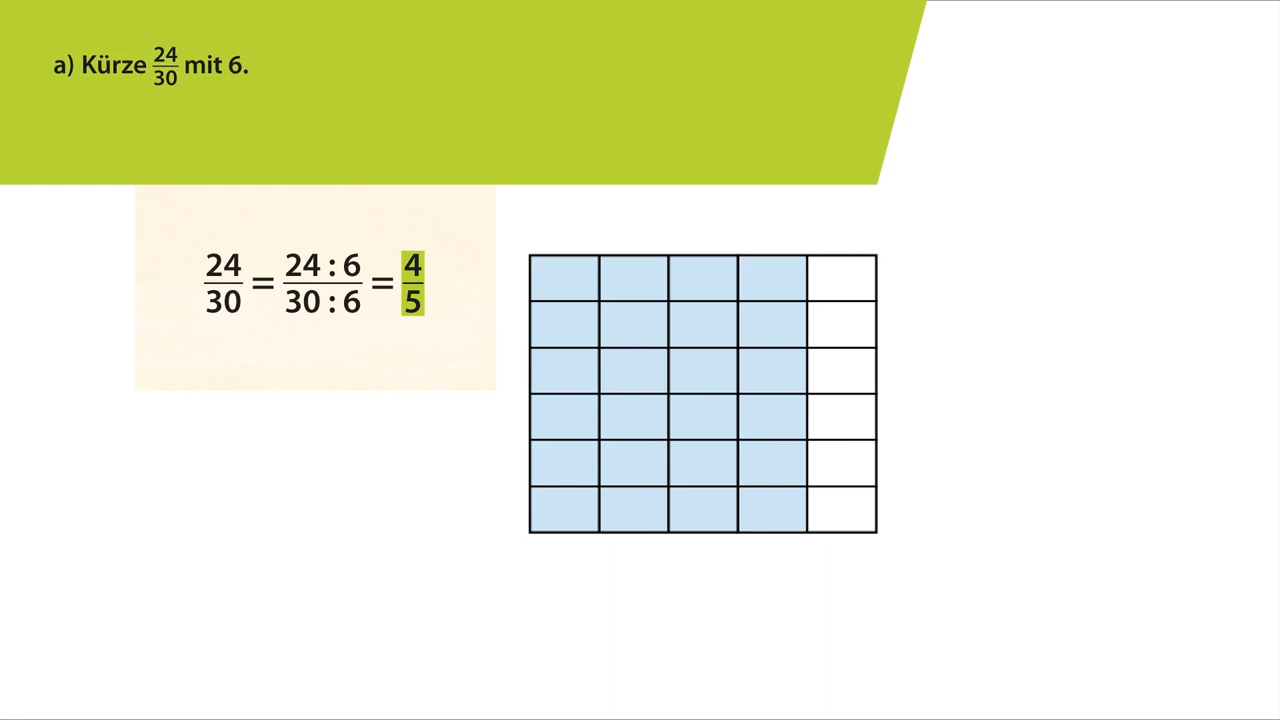 a) Kürze 24/30 mit 6.
24/30 = 24 : 6/30 : 6 = 4/5